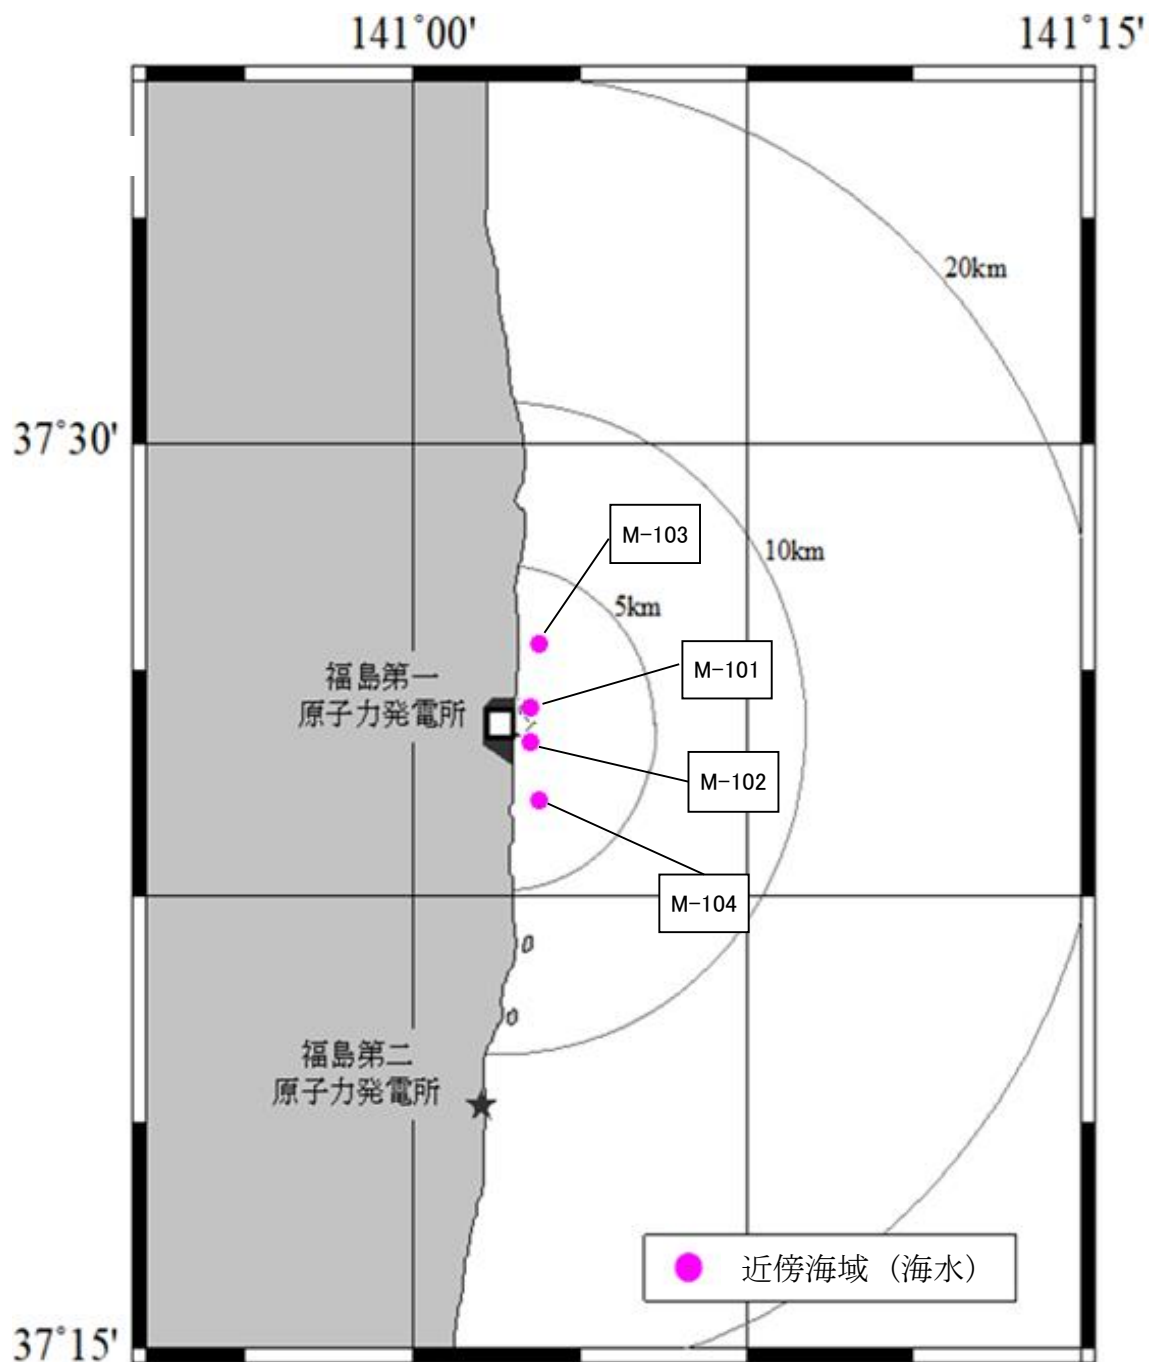 141°00'
141°15'
20km
37°30'
M-103
10km
5km
福島第一
原子力発電所
M-101
M-102
M-104
福島第二
原子力発電所
近傍海域（海水）
37°15'